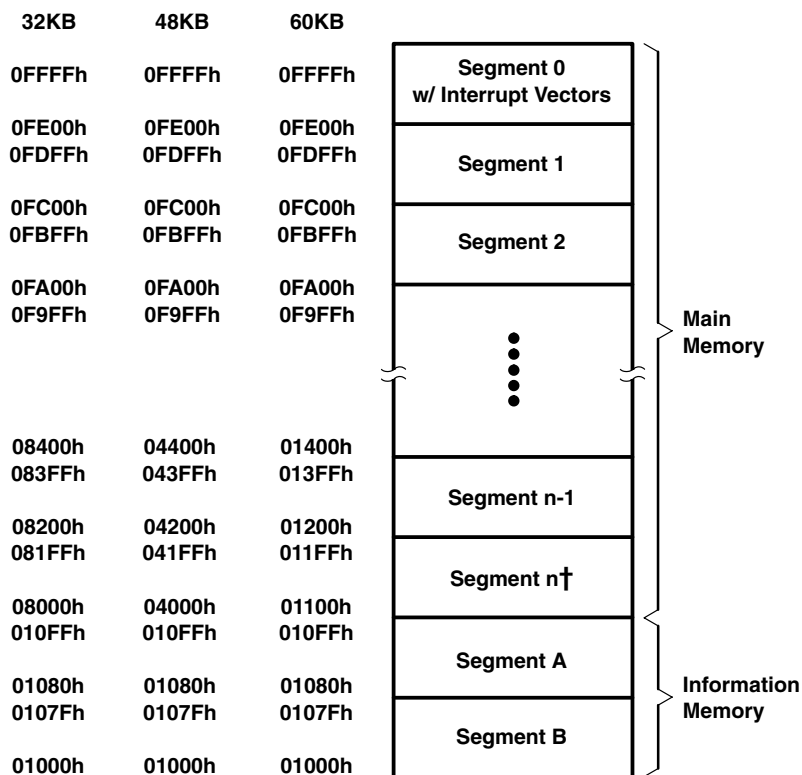 32KB 48KB 60KB
0FFFFh 0FFFFh 0FFFFh
Segment 0
w/ Interrupt Vectors
0FE00h 0FE00h 0FE00h
0FDFFh 0FDFFh 0FDFFh
Segment 1
0FC00h 0FC00h 0FC00h
0FBFFh 0FBFFh 0FBFFh
Segment 2
0FA00h 0FA00h 0FA00h
0F9FFh 0F9FFh 0F9FFh
Main
Memory
08400h 04400h 01400h
083FFh 043FFh 013FFh
Segment n-1
08200h 04200h 01200h
081FFh 041FFh 011FFh
Segment n†
08000h 04000h 01100h
010FFh 010FFh 010FFh
Segment A
01080h 01080h 01080h
0107Fh 0107Fh 0107Fh
Information
Memory
Segment B
01000h 01000h 01000h